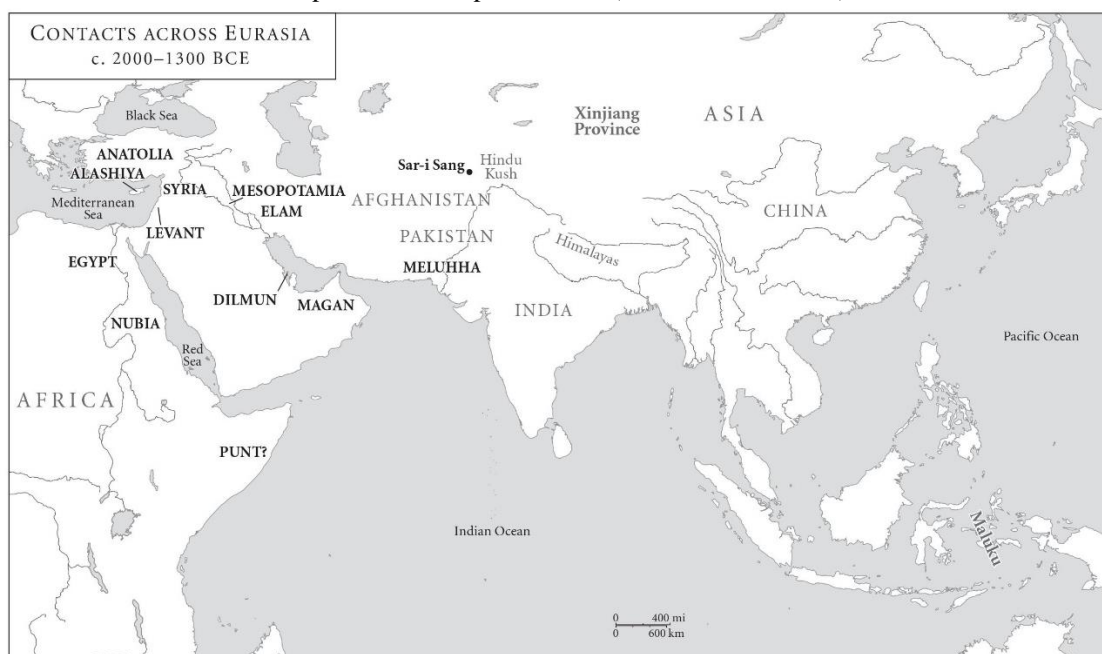 CONTACTS ACROSS EURASIA
c. 2000–1300 BCE
Black Sea
Xinjiang
Province
ASIA
ANATOLIA
ALASHIYA
SYRIA
MESOPOTAMIA
ELAM
Sar-i Sang
Hindu
Kush
Mediterranean
Sea
AFGHANISTAN
CHINA
LEVANT
PAKISTAN
Himalayas
EGYPT
MELUHHA
DILMUN
MAGAN
INDIA
NUBIA
Red
Sea
Pacific Ocean
AFRICA
PUNT?
Indian Ocean
Maluku
0 400 mi
0 600 km